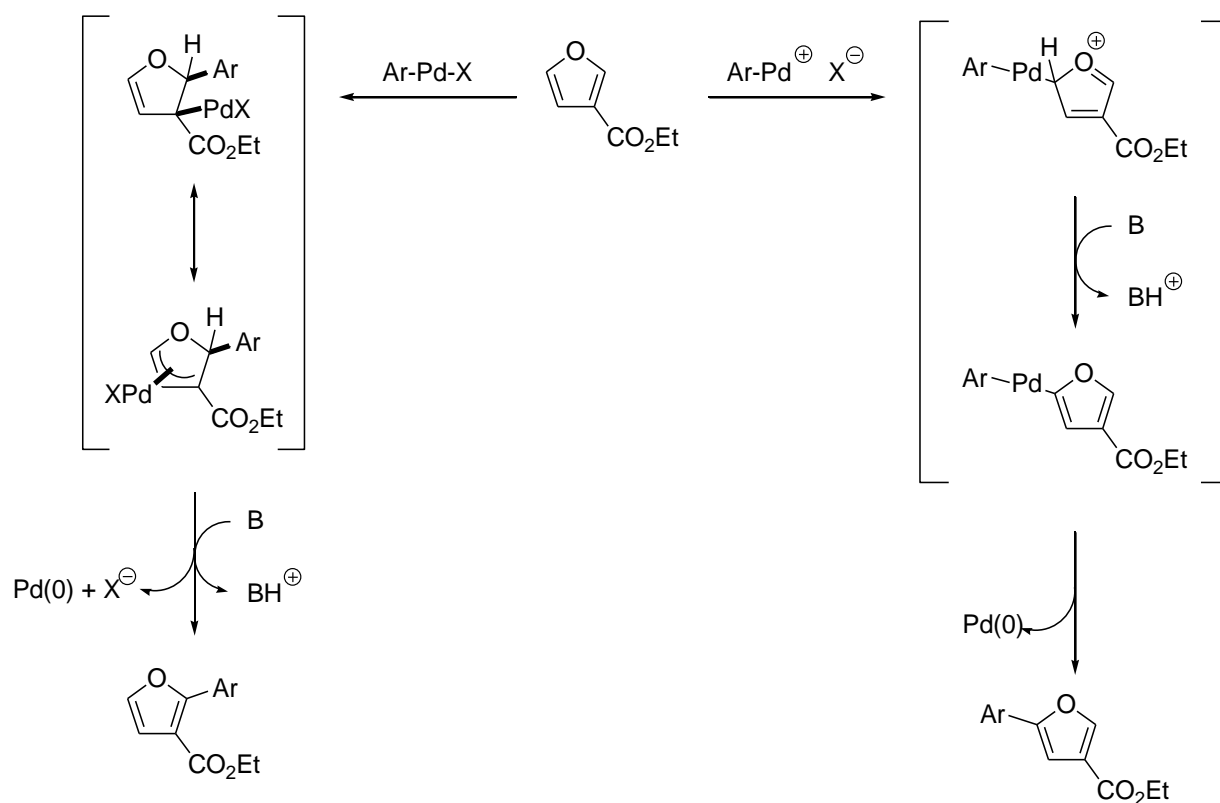 H
O
Ar
PdX
CO₂Et
Ar-Pd-X
O
CO₂Et
Ar-Pd⊕ X⊖
H
O⊕
Ar
Pd
CO₂Et
B
BH⊕
H
O
Ar
XPd
CO₂Et
Ar
Pd
O
CO₂Et
B
Pd(0) + X⊖
BH⊕
Pd(0)
O
Ar
CO₂Et
Ar
O
CO₂Et